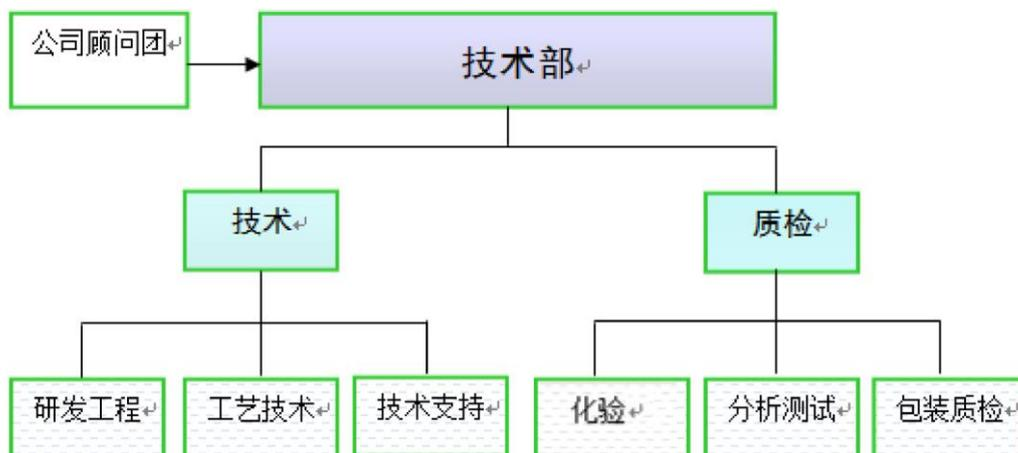 公司顾问团
技术部
技术
质检
研发工程
工艺技术
技术支持
化验
分析测试
包装质检